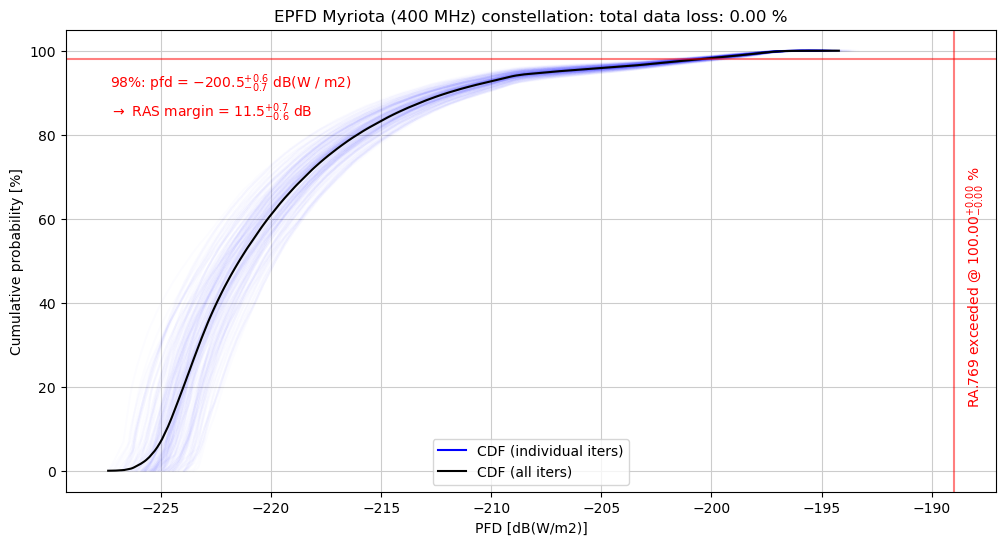 EPFD Myriota (400 MHz) constellation: total data loss: 0.00 %
100
80
60
40
20
0
Cumulative probability [%]
98%: pfd = −200.5+0.6−0.7 dB(W / m2)
→ RAS margin = 11.5+0.7−0.6 dB
RA.769 exceeded @ 100.00+0.00−0.00 %
CDF (individual iters)
CDF (all iters)
−225
−220
−215
−210
−205
−200
−195
−190
PFD [dB(W/m2)]